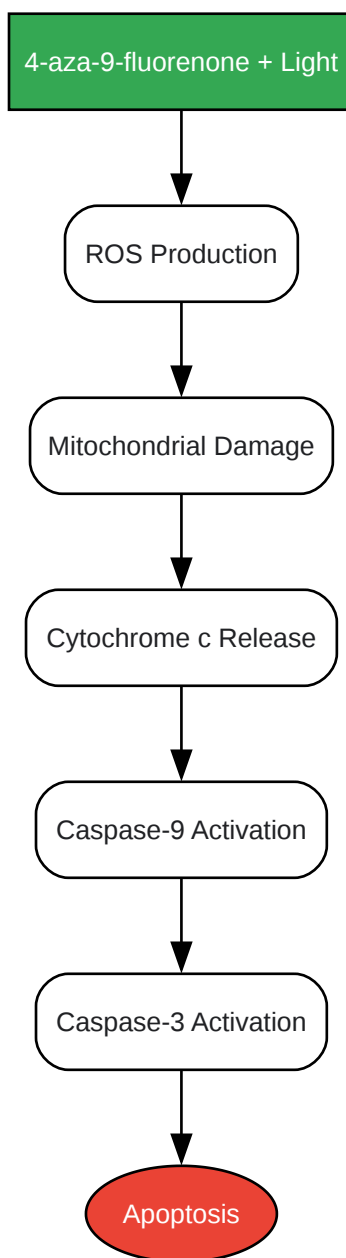 4-aza-9-fluorenone + Light
ROS Production
Mitochondrial Damage
Cytochrome c Release
Caspase-9 Activation
Caspase-3 Activation
Apoptosis